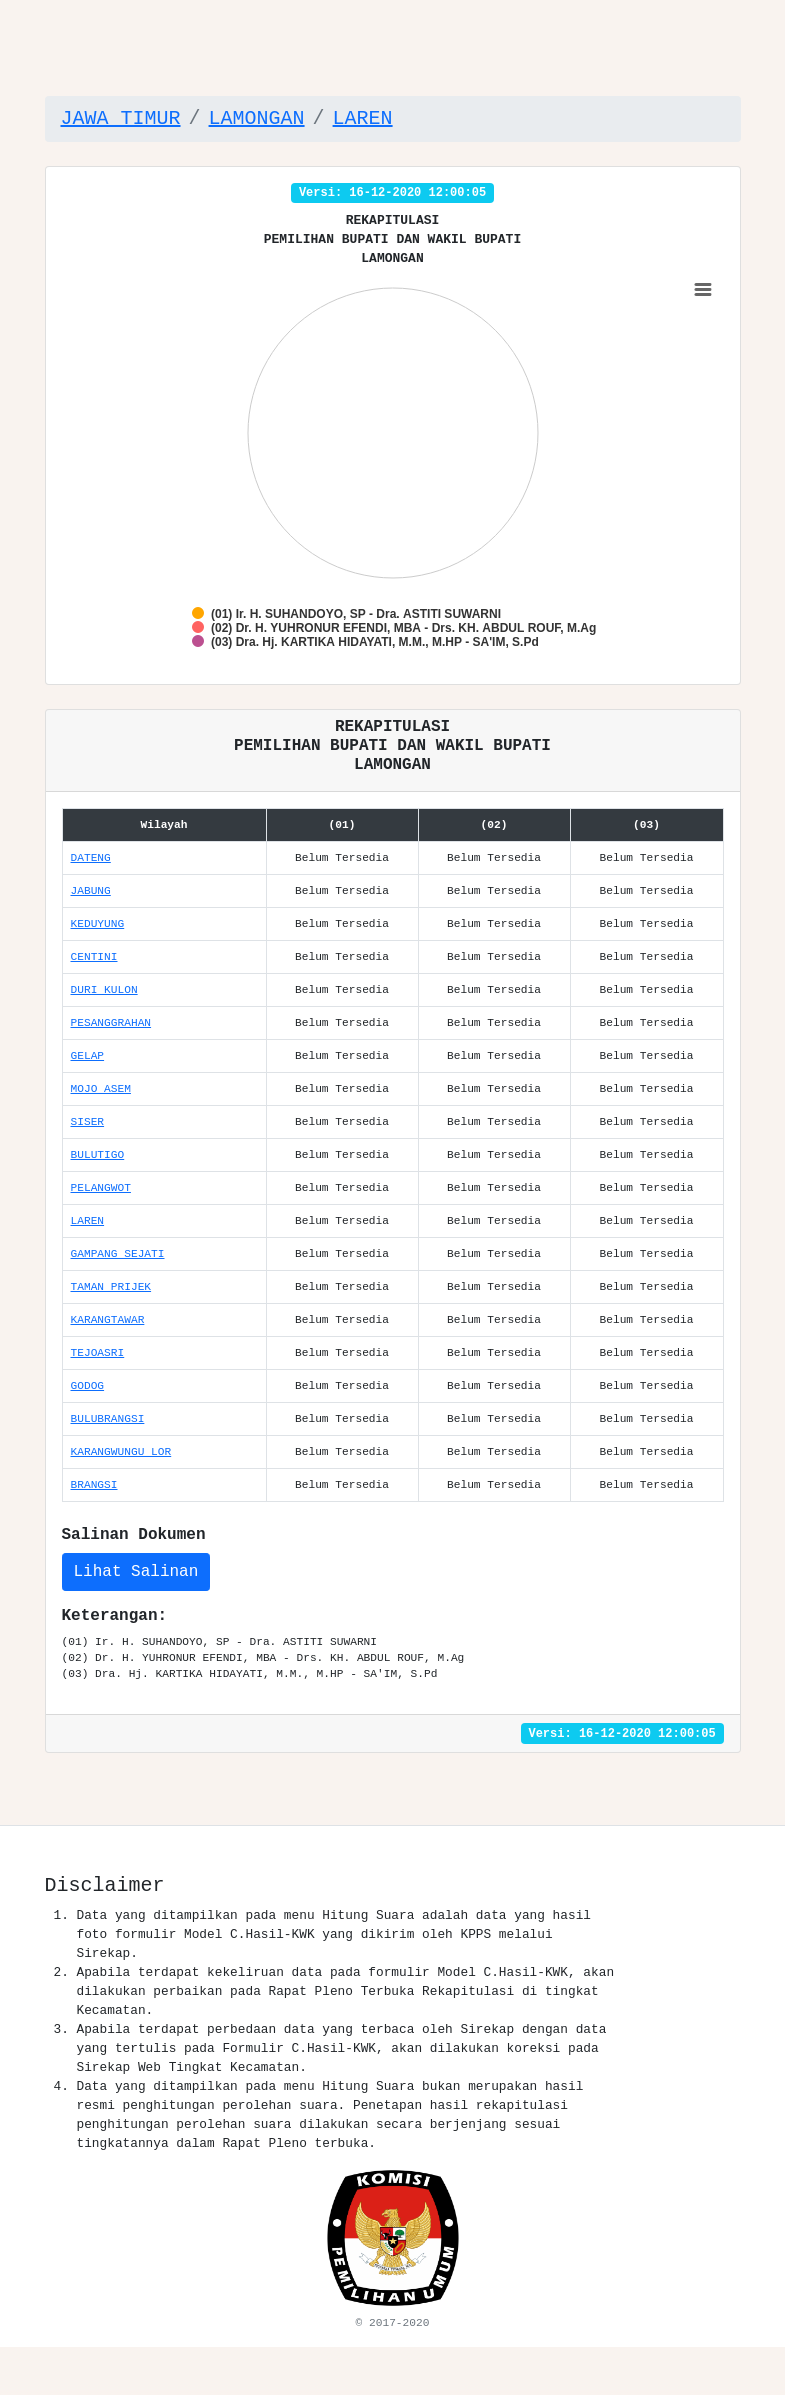 JAWA TIMUR / LAMONGAN / LAREN
Versi: 16-12-2020 12:00:05
REKAPITULASI
PEMILIHAN BUPATI DAN WAKIL BUPATI
LAMONGAN
(01) Ir. H. SUHANDOYO, SP - Dra. ASTITI SUWARNI
(02) Dr. H. YUHRONUR EFENDI, MBA - Drs. KH. ABDUL ROUF, M.Ag
(03) Dra. Hj. KARTIKA HIDAYATI, M.M., M.HP - SA'IM, S.Pd
REKAPITULASI
PEMILIHAN BUPATI DAN WAKIL BUPATI
LAMONGAN
Wilayah (01) (02) (03)
DATENG Belum Tersedia Belum Tersedia Belum Tersedia
JABUNG Belum Tersedia Belum Tersedia Belum Tersedia
KEDUYUNG Belum Tersedia Belum Tersedia Belum Tersedia
CENTINI Belum Tersedia Belum Tersedia Belum Tersedia
DURI KULON Belum Tersedia Belum Tersedia Belum Tersedia
PESANGGRAHAN Belum Tersedia Belum Tersedia Belum Tersedia
GELAP Belum Tersedia Belum Tersedia Belum Tersedia
MOJO ASEM Belum Tersedia Belum Tersedia Belum Tersedia
SISER Belum Tersedia Belum Tersedia Belum Tersedia
BULUTIGO Belum Tersedia Belum Tersedia Belum Tersedia
PELANGWOT Belum Tersedia Belum Tersedia Belum Tersedia
LAREN Belum Tersedia Belum Tersedia Belum Tersedia
GAMPANG SEJATI Belum Tersedia Belum Tersedia Belum Tersedia
TAMAN PRIJEK Belum Tersedia Belum Tersedia Belum Tersedia
KARANGTAWAR Belum Tersedia Belum Tersedia Belum Tersedia
TEJOASRI Belum Tersedia Belum Tersedia Belum Tersedia
GODOG Belum Tersedia Belum Tersedia Belum Tersedia
BULUBRANGSI Belum Tersedia Belum Tersedia Belum Tersedia
KARANGWUNGU LOR Belum Tersedia Belum Tersedia Belum Tersedia
BRANGSI Belum Tersedia Belum Tersedia Belum Tersedia
Salinan Dokumen
Lihat Salinan
Keterangan:
(01) Ir. H. SUHANDOYO, SP - Dra. ASTITI SUWARNI
(02) Dr. H. YUHRONUR EFENDI, MBA - Drs. KH. ABDUL ROUF, M.Ag
(03) Dra. Hj. KARTIKA HIDAYATI, M.M., M.HP - SA'IM, S.Pd
Versi: 16-12-2020 12:00:05
Disclaimer
1. Data yang ditampilkan pada menu Hitung Suara adalah data yang hasil
foto formulir Model C.Hasil-KWK yang dikirim oleh KPPS melalui
Sirekap.
2. Apabila terdapat kekeliruan data pada formulir Model C.Hasil-KWK, akan
dilakukan perbaikan pada Rapat Pleno Terbuka Rekapitulasi di tingkat
Kecamatan.
3. Apabila terdapat perbedaan data yang terbaca oleh Sirekap dengan data
yang tertulis pada Formulir C.Hasil-KWK, akan dilakukan koreksi pada
Sirekap Web Tingkat Kecamatan.
4. Data yang ditampilkan pada menu Hitung Suara bukan merupakan hasil
resmi penghitungan perolehan suara. Penetapan hasil rekapitulasi
penghitungan perolehan suara dilakukan secara berjenjang sesuai
tingkatannya dalam Rapat Pleno terbuka.
KOMISI
PEMILIHAN UMUM
© 2017-2020